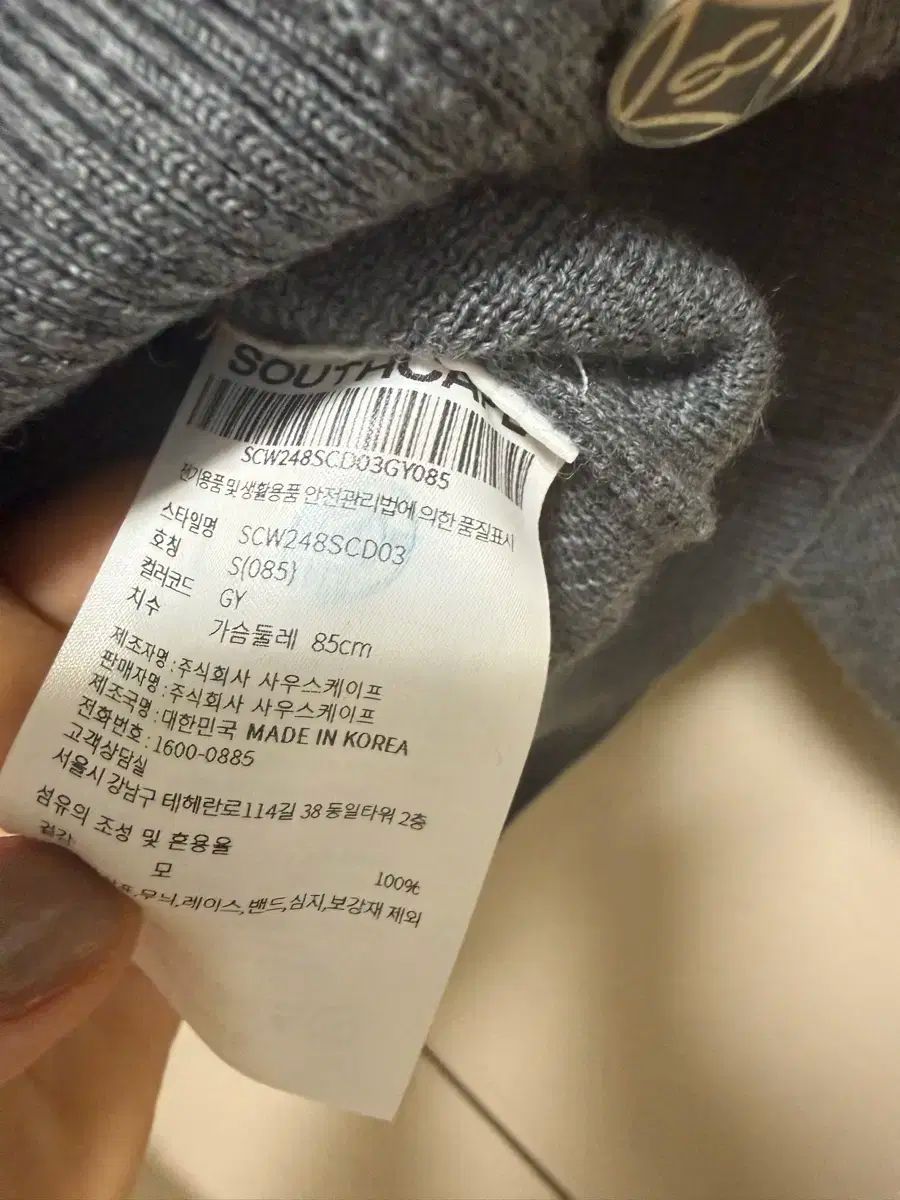 SOUTHCAPE
SCW248SCD03GY085
전기용품및생활용품 안전관리법에 의한 품질표시
스타일명 SCW248SCD03
호칭 S(085)
컬러코드 GY
치수 가슴둘레 85cm
제조자명:주식회사 사우스케이프
판매자명:주식회사 사우스케이프
제조국명:대한민국 MADE IN KOREA
전화번호:1600-0885
고객상담실
서울시 강남구 테헤란로114길 38 동일타워 2층
섬유의 조성 및 혼용율
겉감
모 100%
무늬,레이스,밴드,심지,보강재 제외